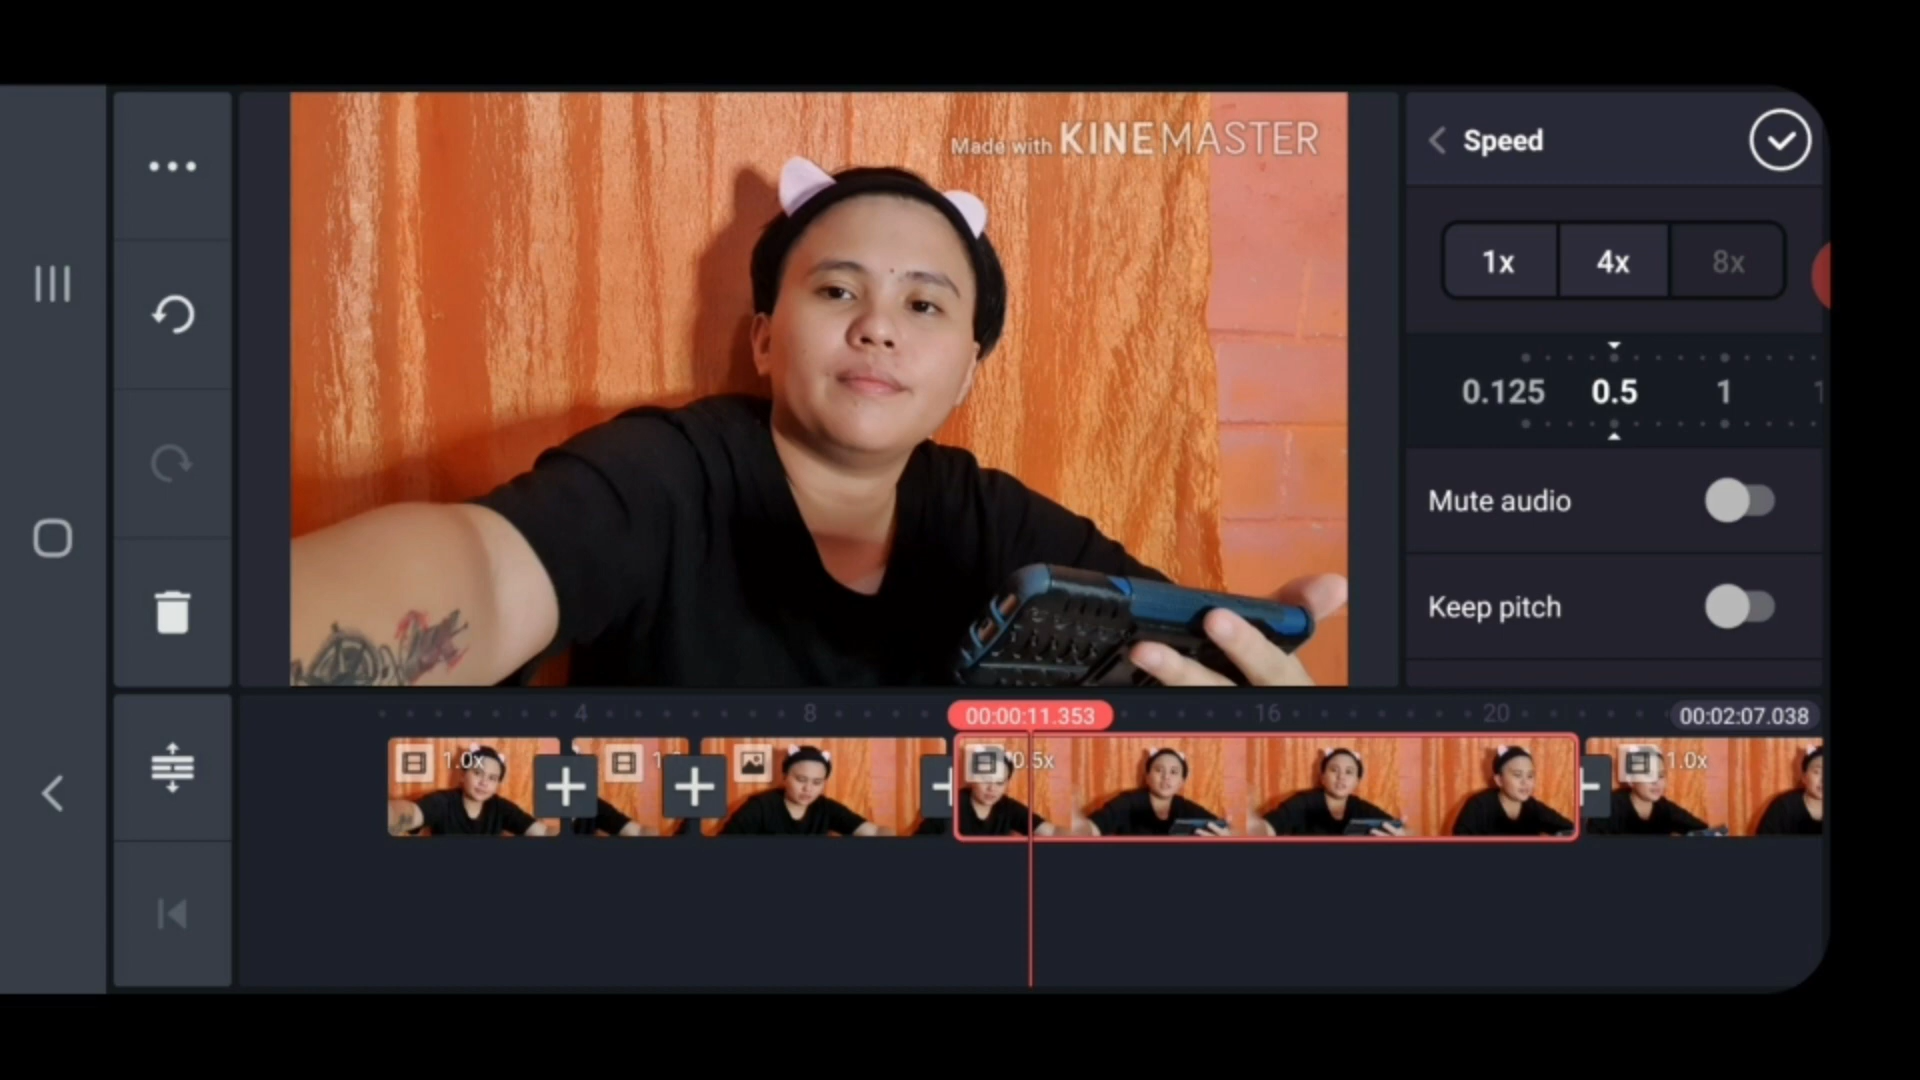 Made with KINEMASTER
Speed
1x 4x 8x
0.125 0.5 1
Mute audio
Keep pitch
4 8 00:00:11.353 16 20 00:02:07.038
1.0x 0.5x 1.0x